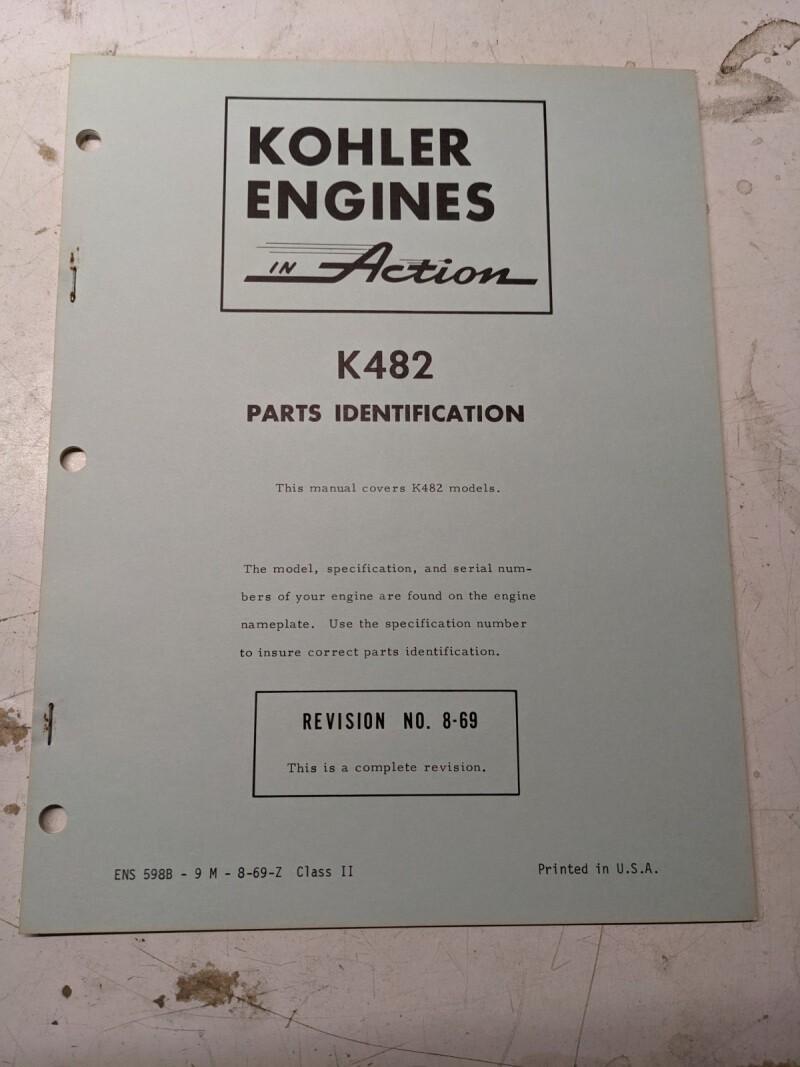 KOHLER
ENGINES
IN Action
K482
PARTS IDENTIFICATION
This manual covers K482 models.
The model, specification, and serial num-
bers of your engine are found on the engine
nameplate. Use the specification number
to insure correct parts identification.
REVISION NO. 8-69
This is a complete revision.
ENS 598B - 9 M - 8-69-Z Class II
Printed in U.S.A.